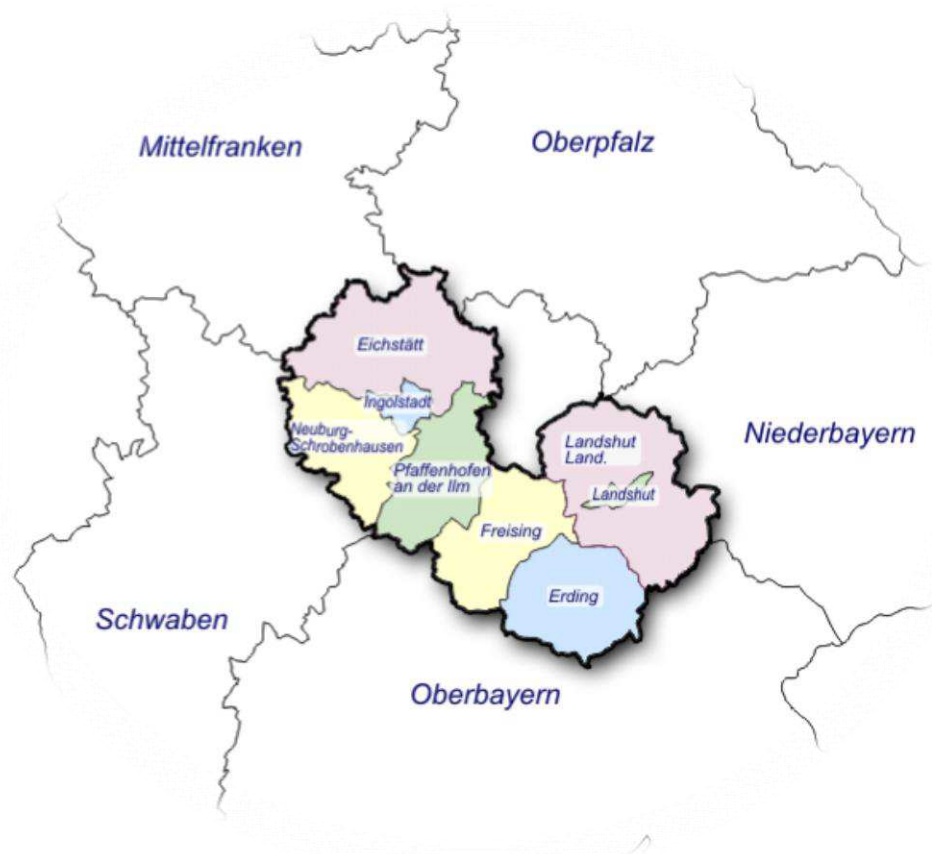 Mittelfranken
Oberpfalz
Eichstätt
Ingolstadt
Neuburg-
Schrobenhausen
Pfaffenhofen
an der Ilm
Landshut
Land.
Landshut
Niederbayern
Freising
Erding
Schwaben
Oberbayern